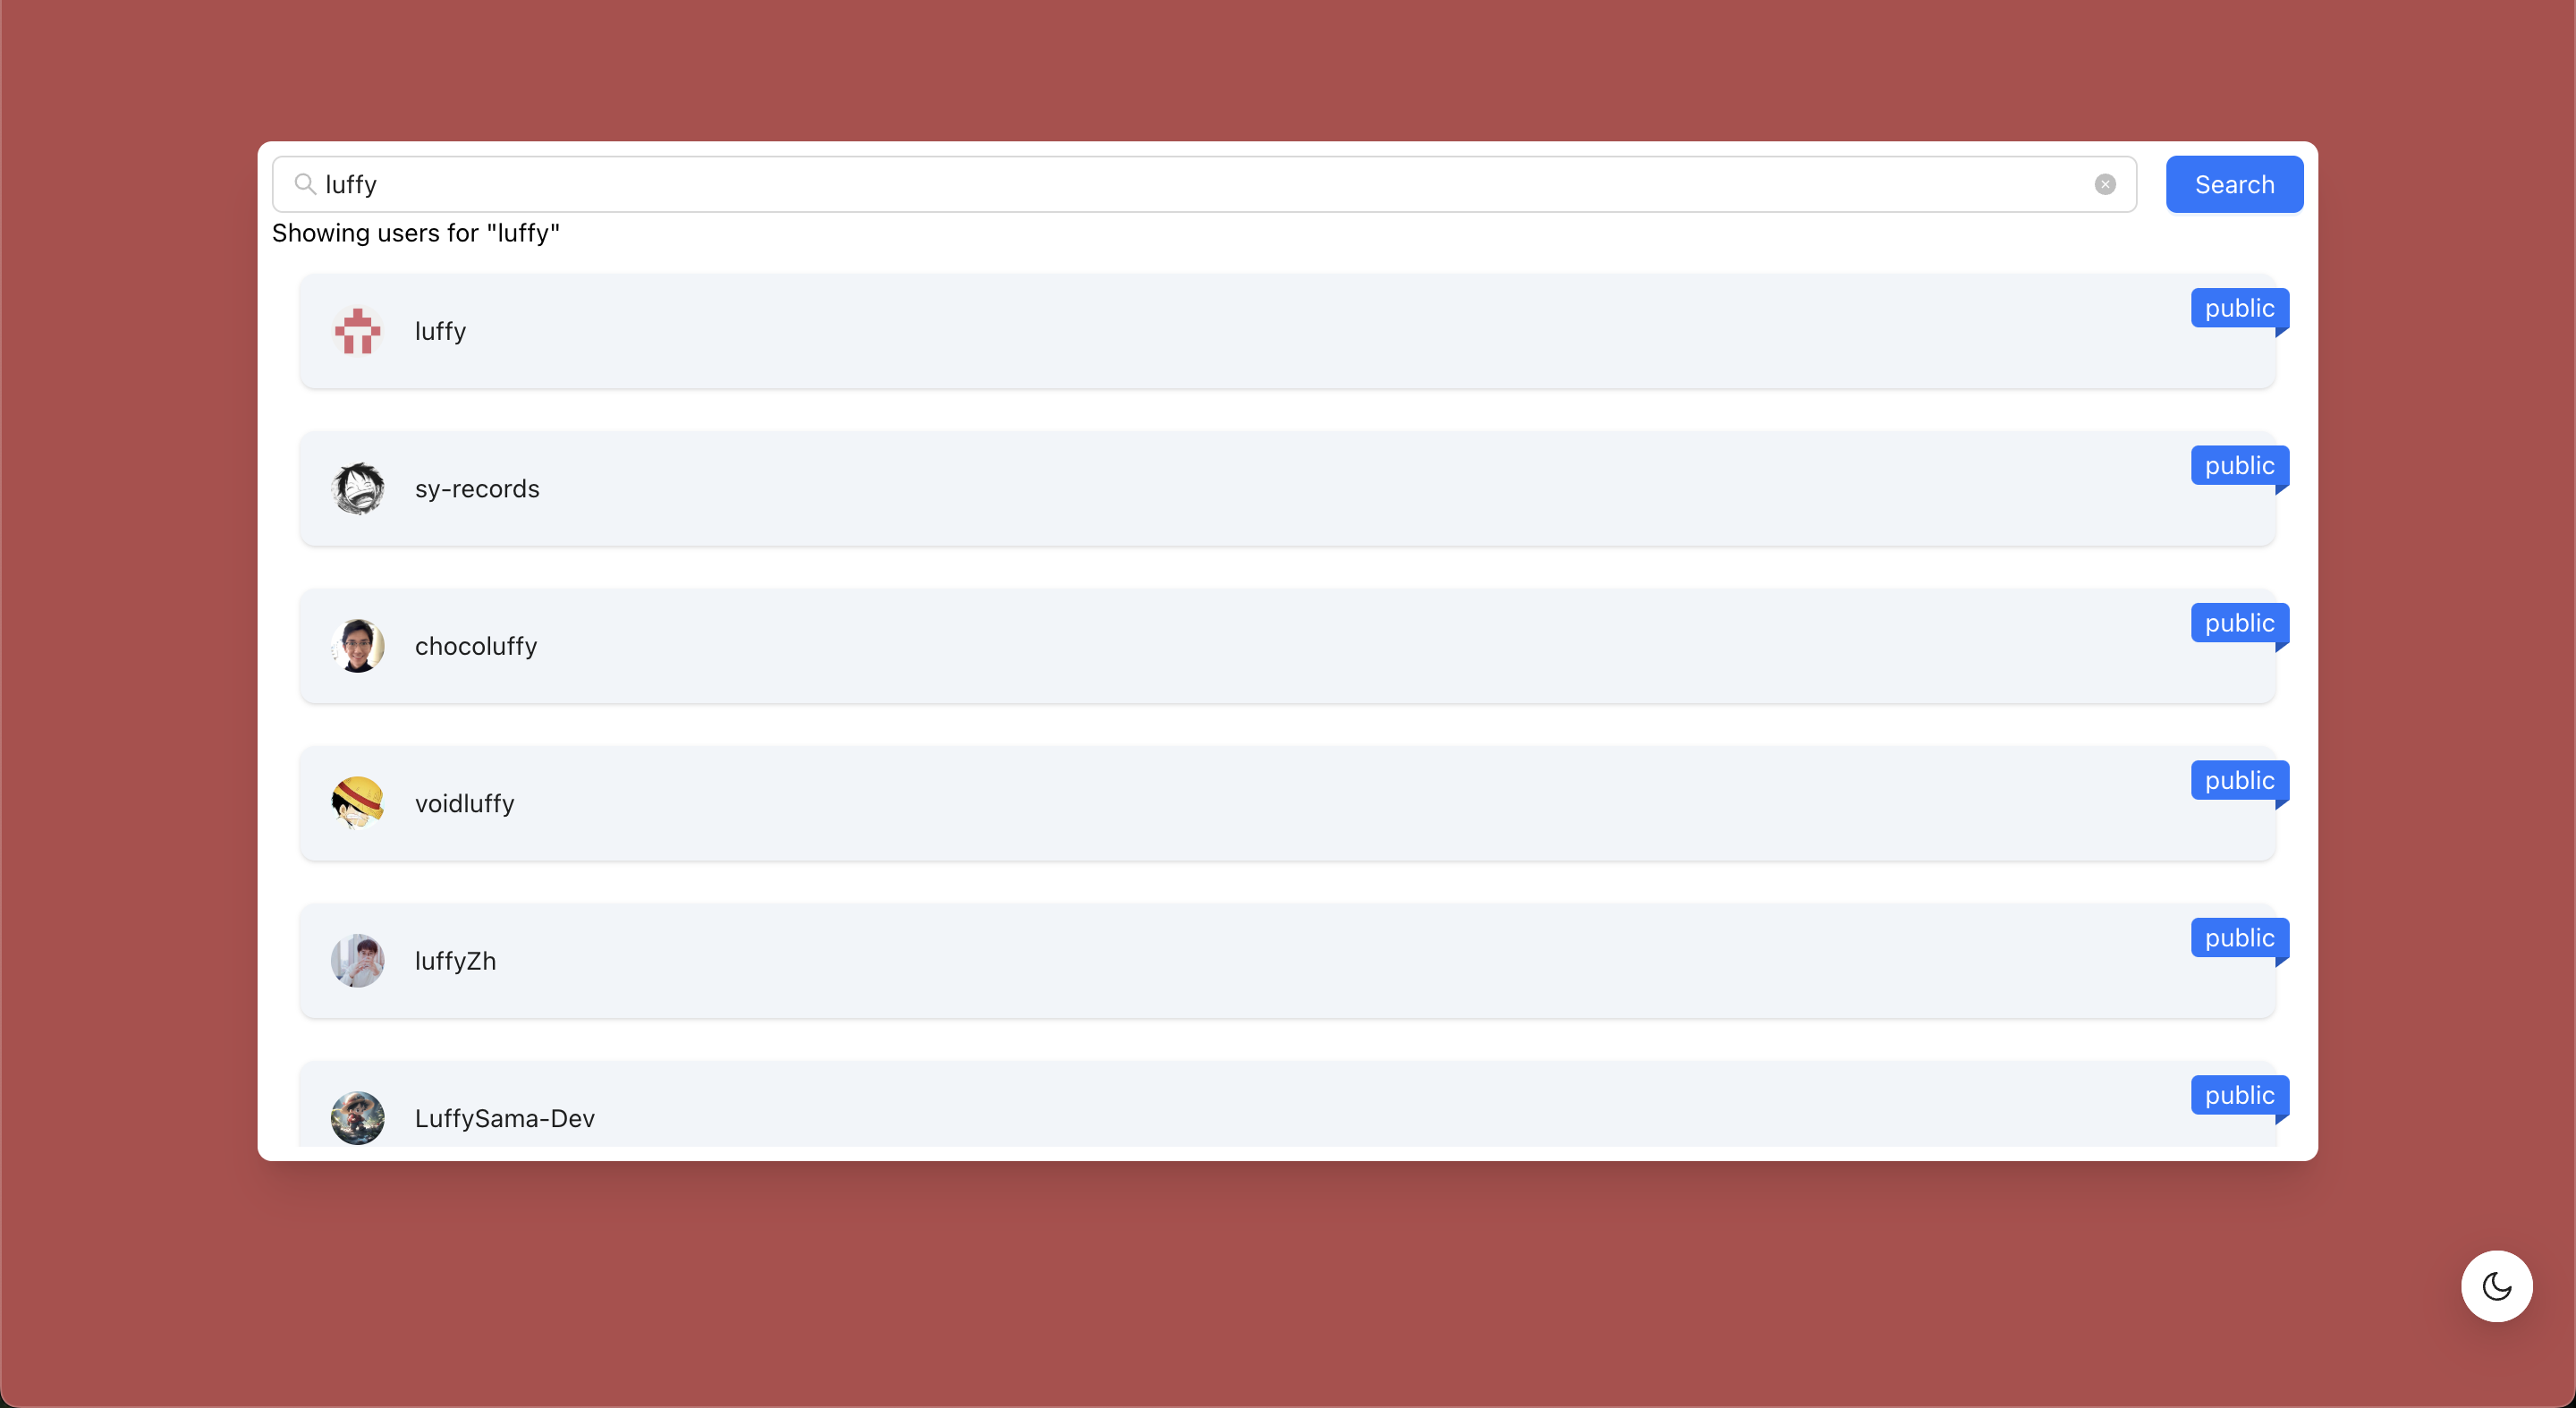 luffy
Search
Showing users for "luffy"
luffy
public
sy-records
public
chocoluffy
public
voidluffy
public
luffyZh
public
LuffySama-Dev
public